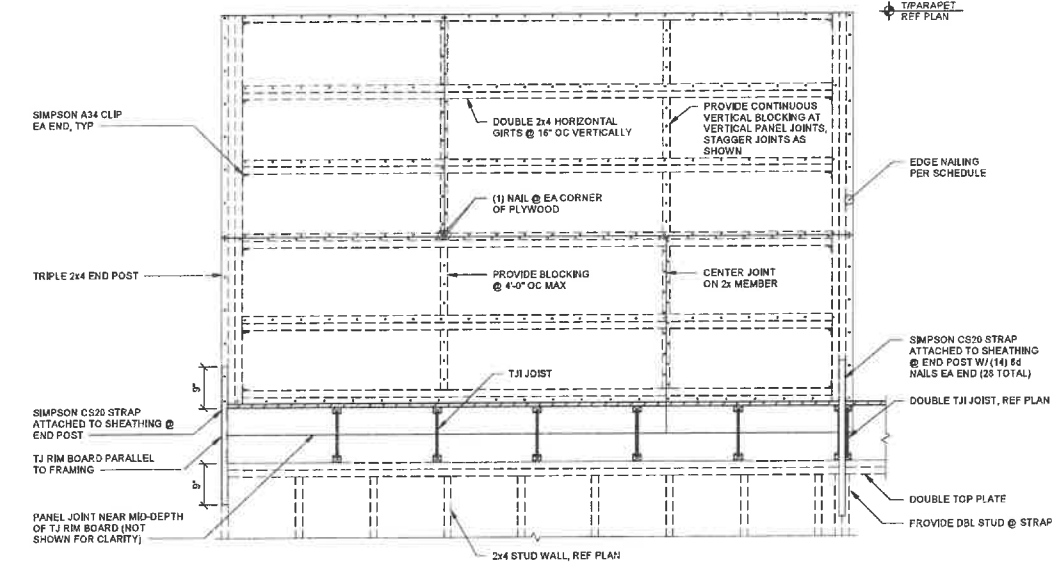 T/PARAPET
REF PLAN
SIMPSON A34 CLIP
EA END, TYP
DOUBLE 2x4 HORIZONTAL
GIRTS @ 16" OC VERTICALLY
PROVIDE CONTINUOUS
VERTICAL BLOCKING AT
VERTICAL PANEL JOINTS,
STAGGER JOINTS AS
SHOWN
EDGE NAILING
PER SCHEDULE
(1) NAIL @ EA CORNER
OF PLYWOOD
TRIPLE 2x4 END POST
PROVIDE BLOCKING
@ 4'-0" OC MAX
CENTER JOINT
ON 2x MEMBER
SIMPSON CS20 STRAP
ATTACHED TO SHEATHING
@ END POST W/ (14) 8d
NAILS EA END (28 TOTAL)
9"
TJI JOIST
SIMPSON CS20 STRAP
ATTACHED TO SHEATHING @
END POST
DOUBLE TJI JOIST, REF PLAN
TJ RIM BOARD PARALLEL
TO FRAMING
9"
DOUBLE TOP PLATE
PANEL JOINT NEAR MID-DEPTH
OF TJ RIM BOARD (NOT
SHOWN FOR CLARITY)
PROVIDE DBL STUD @ STRAP
2x4 STUD WALL, REF PLAN